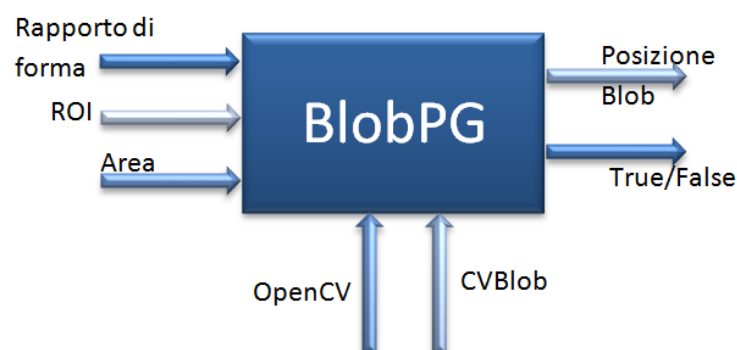 Rapporto di
forma
ROI
Area
BlobPG
Posizione
Blob
True/False
OpenCV
CVBlob